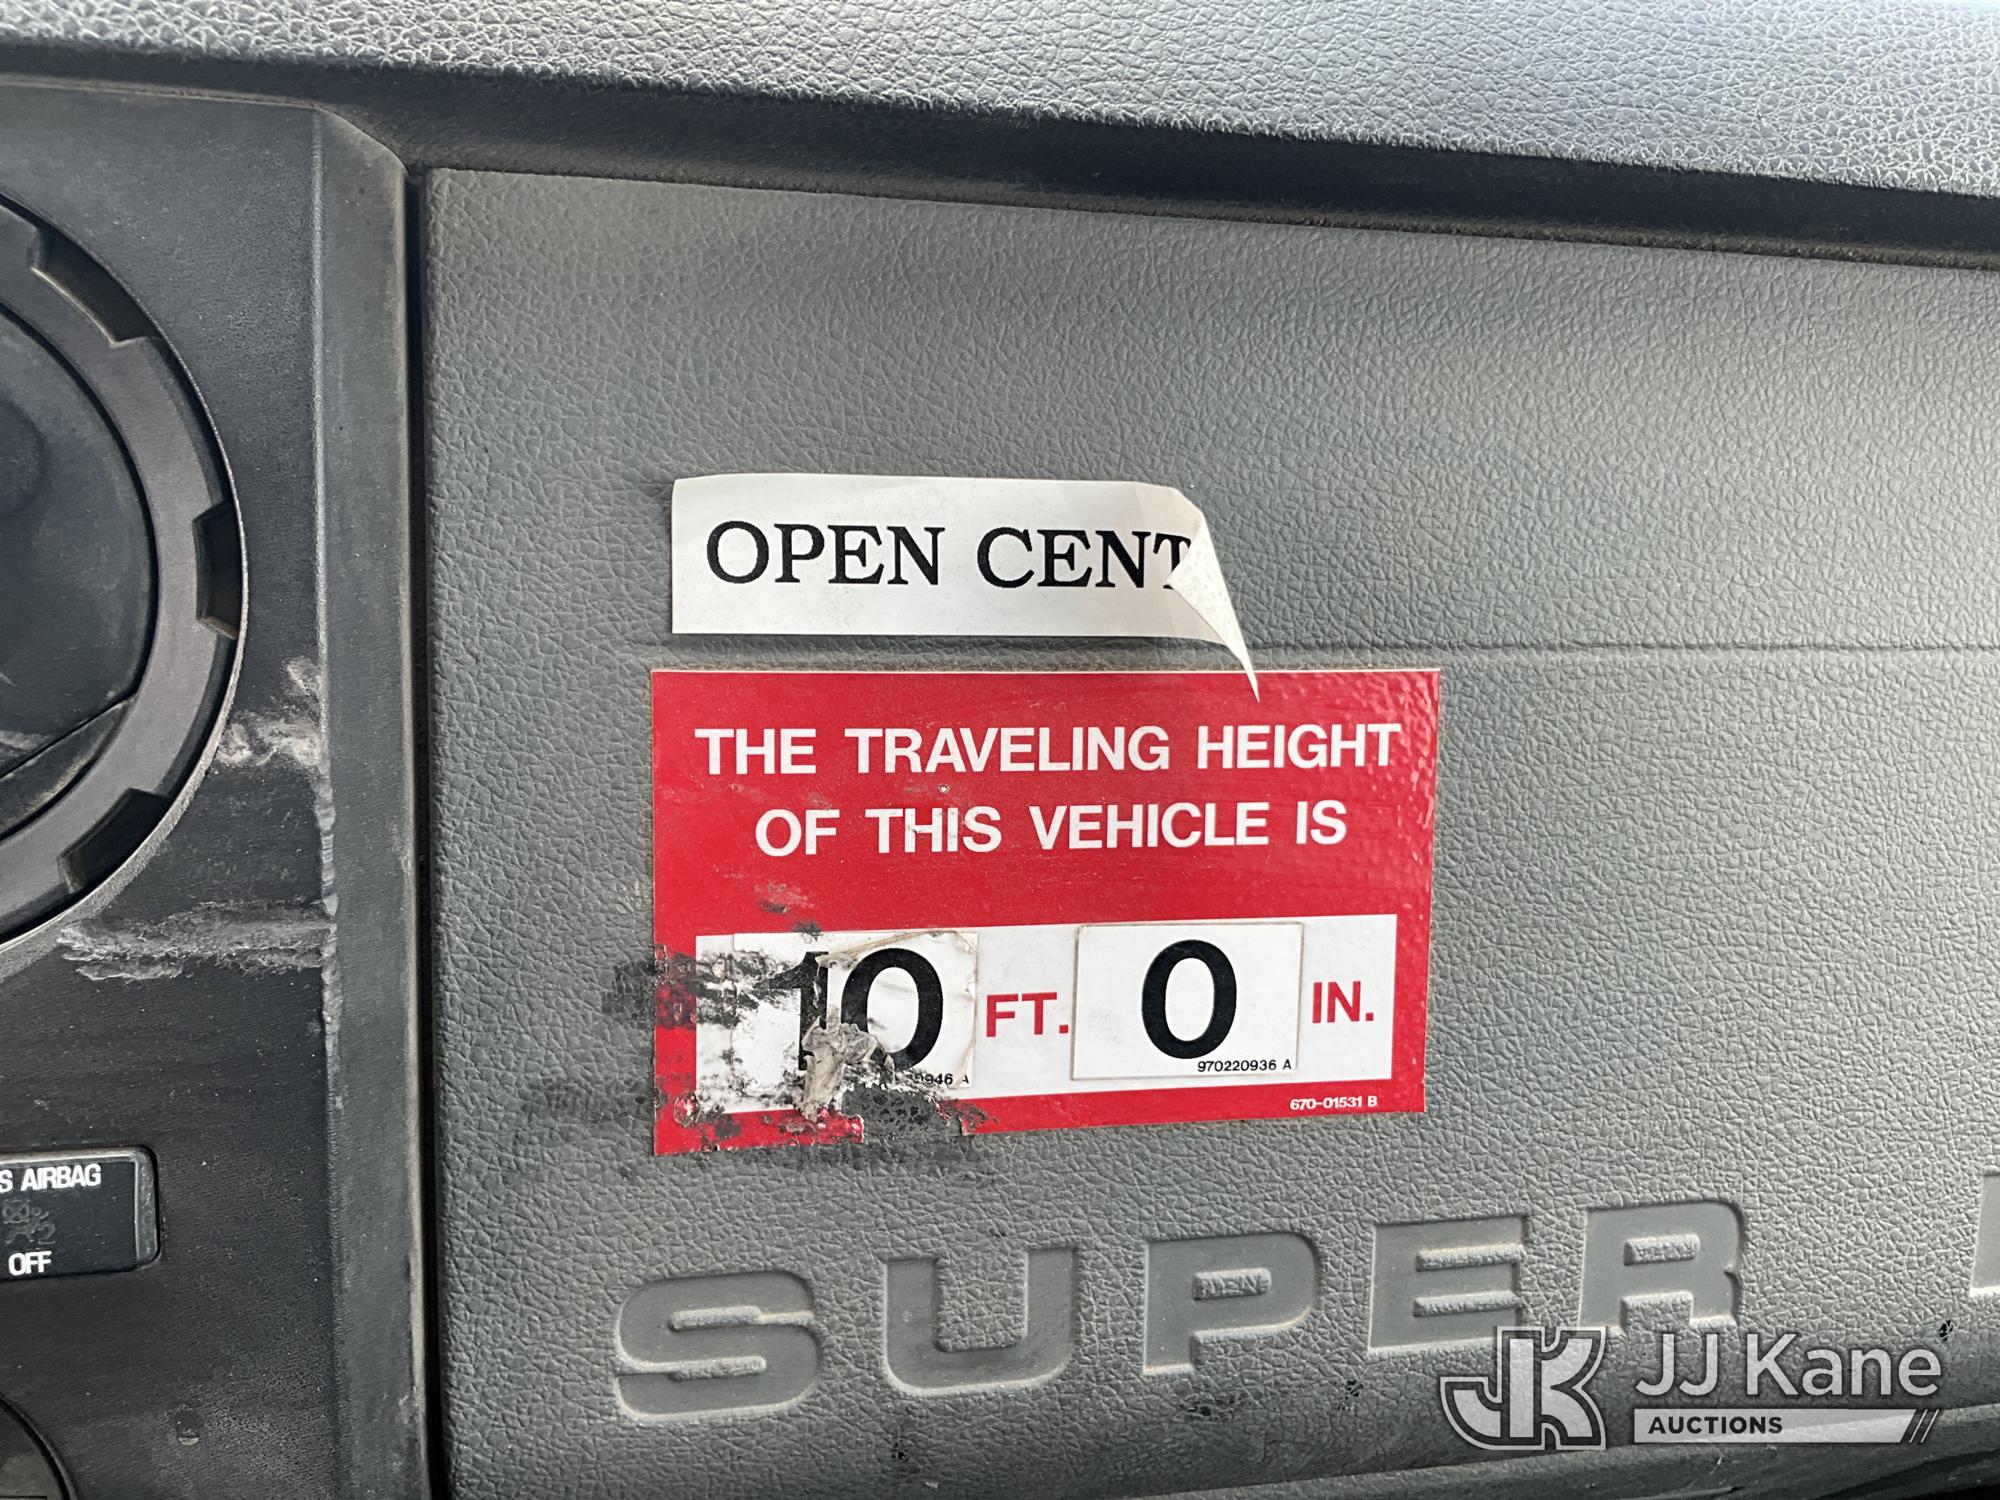 OPEN CENT
THE TRAVELING HEIGHT
OF THIS VEHICLE IS
10 FT. 0 IN.
970220936 A
670-01531 B
AIRBAG
OFF
SUPER
JJ Kane
AUCTIONS